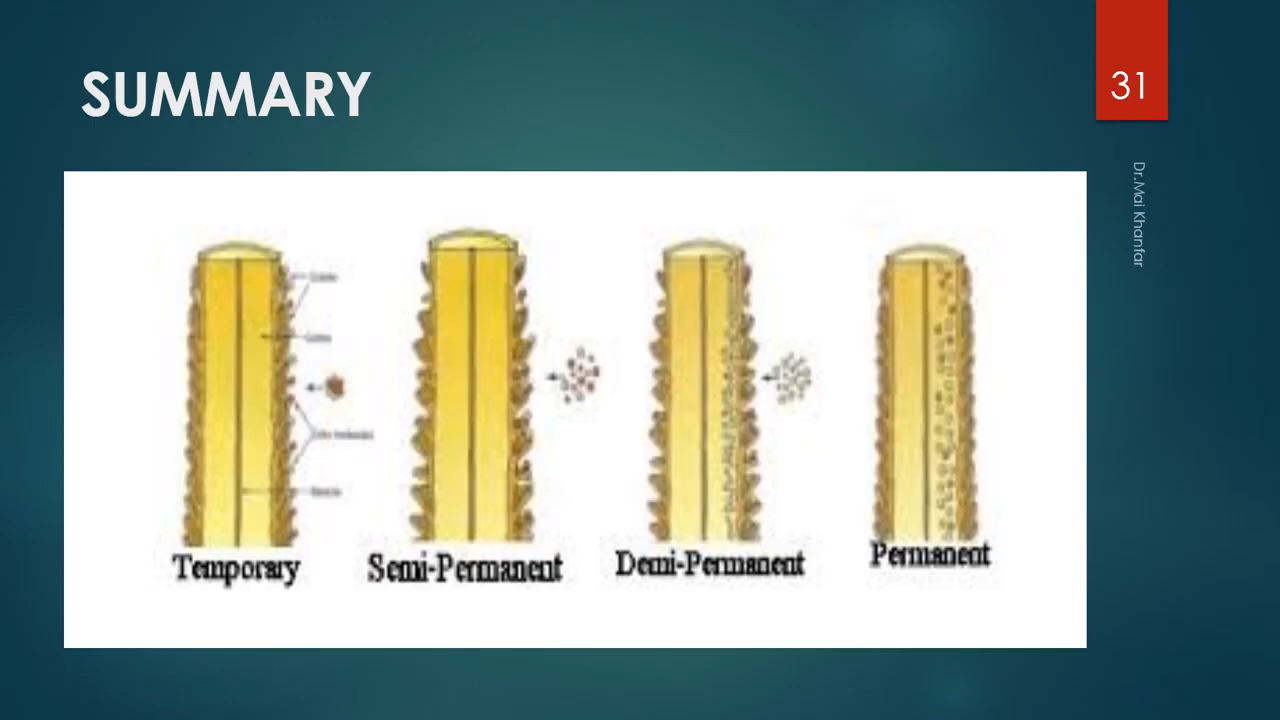 SUMMARY
31
Dr.Mai Khanfar
Temporary
Semi-Permanent
Demi-Permanent
Permanent